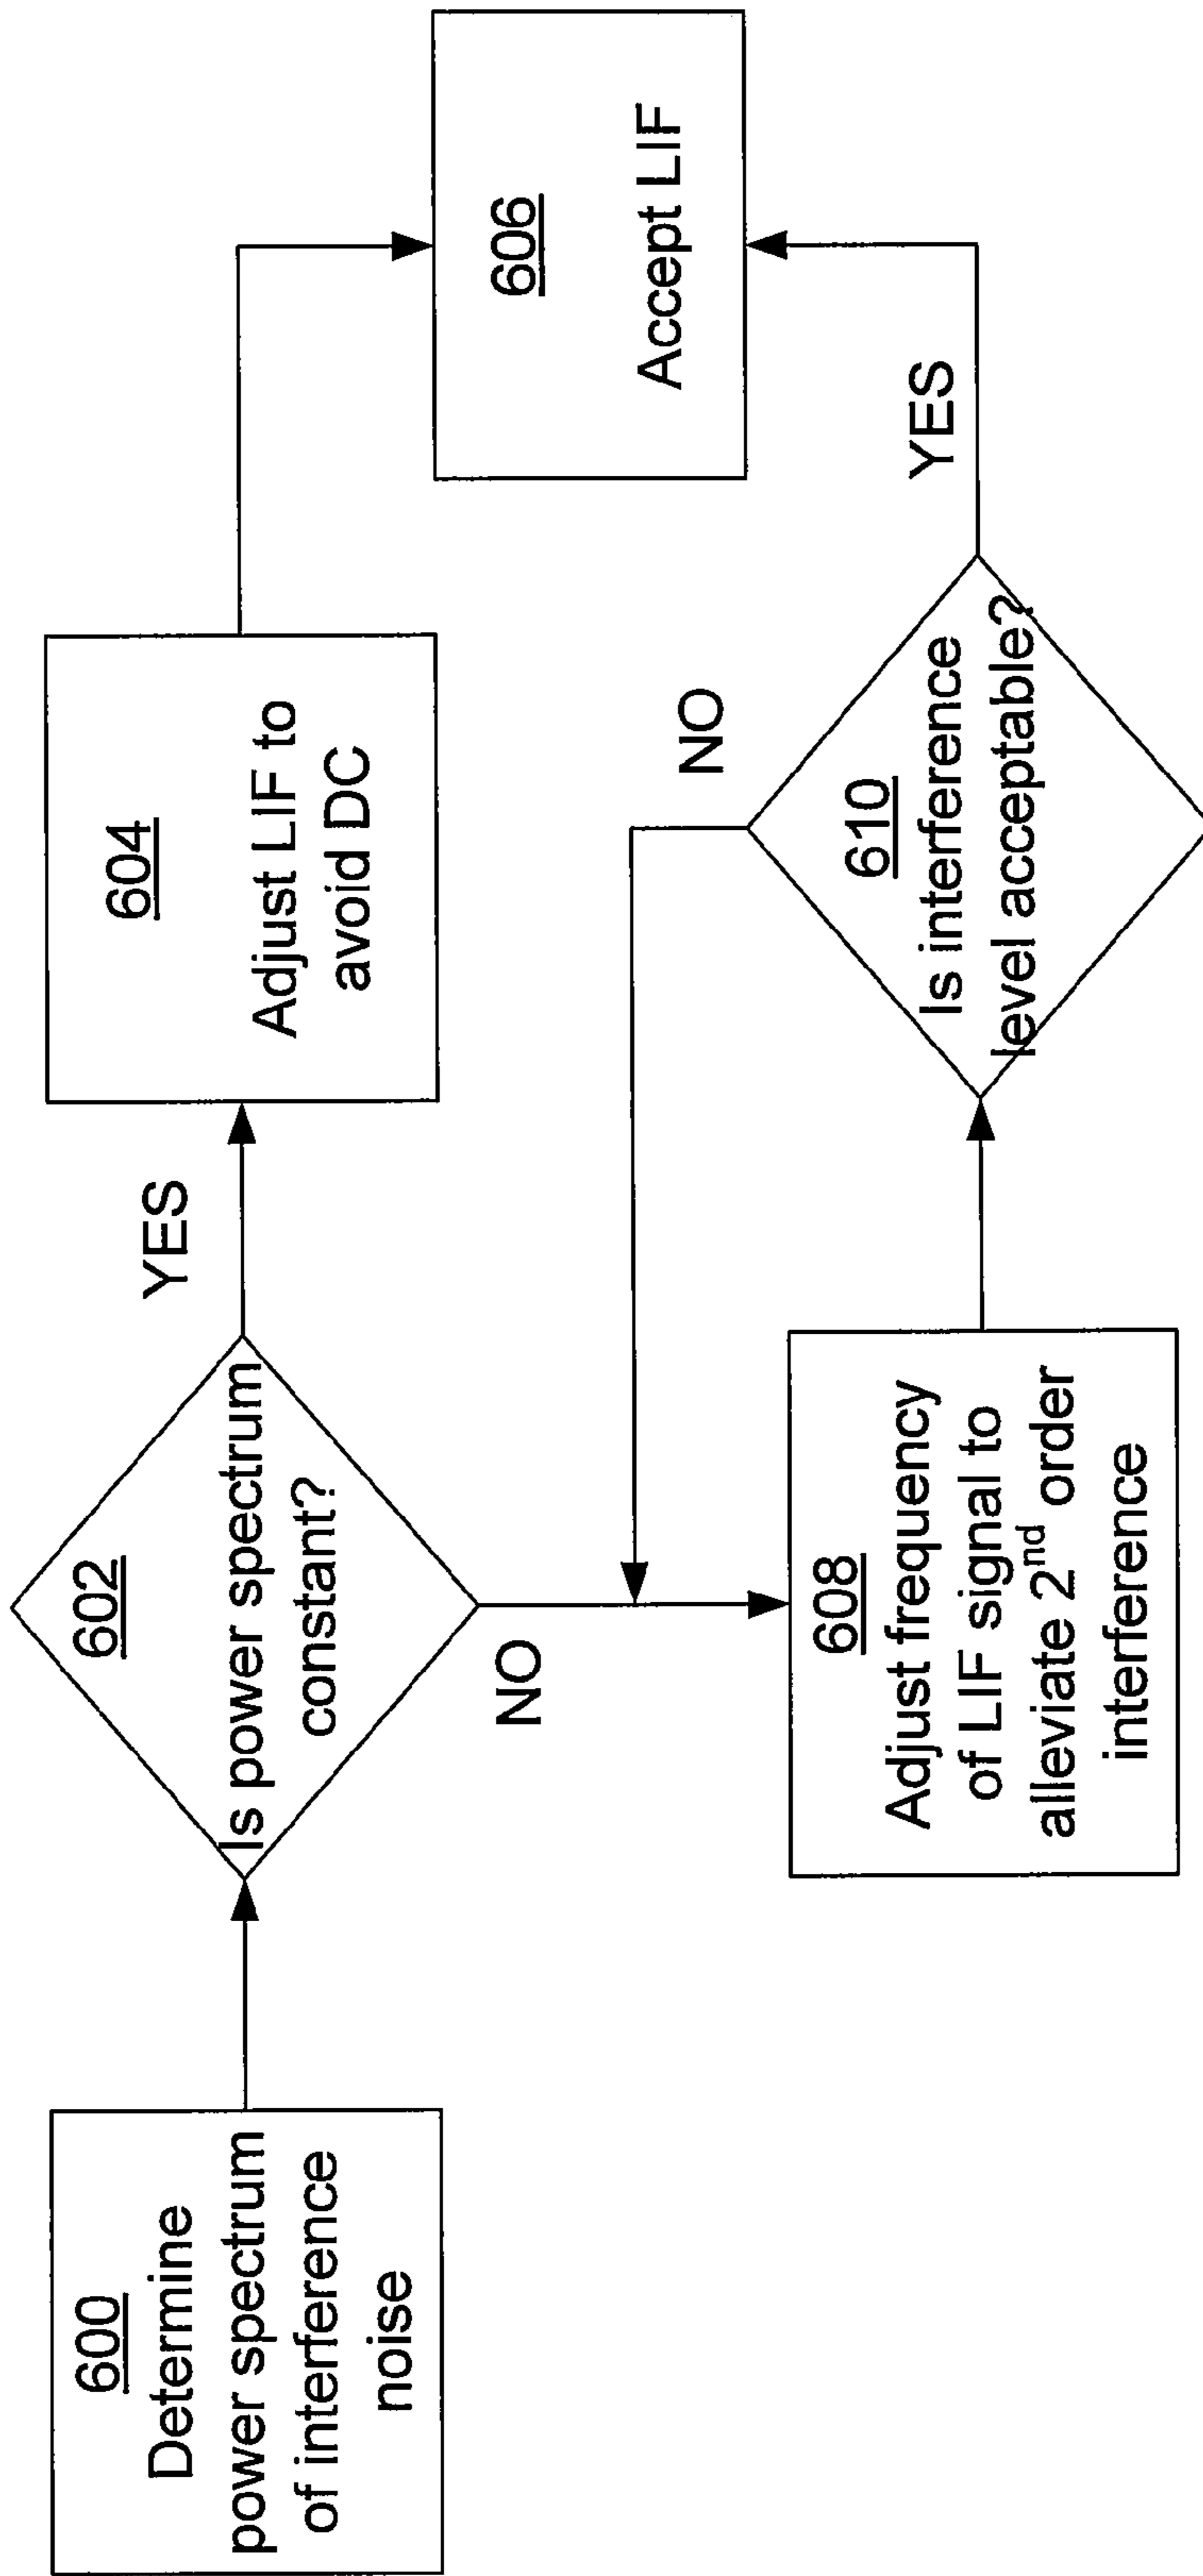 600
Determine
power spectrum
of interference
noise
602
Is power spectrum
constant?
YES
NO
604
Adjust LIF to
avoid DC
606
Accept LIF
608
Adjust frequency
of LIF signal to
alleviate 2nd order
interference
610
Is interference
level acceptable?
NO
YES